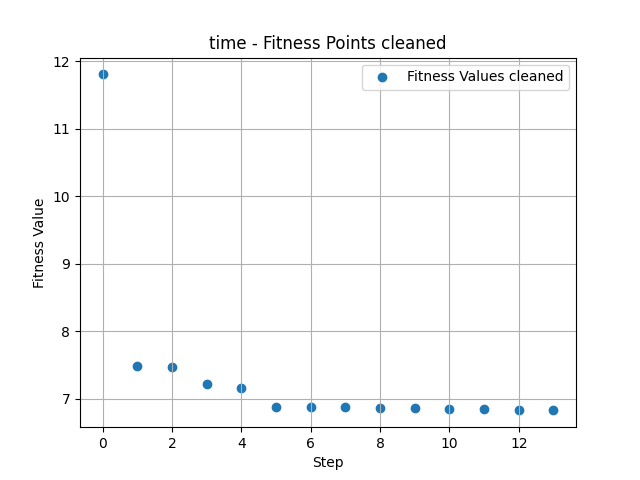 time - Fitness Points cleaned
Fitness Values cleaned
12
11
10
9
8
7
Fitness Value
0 2 4 6 8 10 12
Step